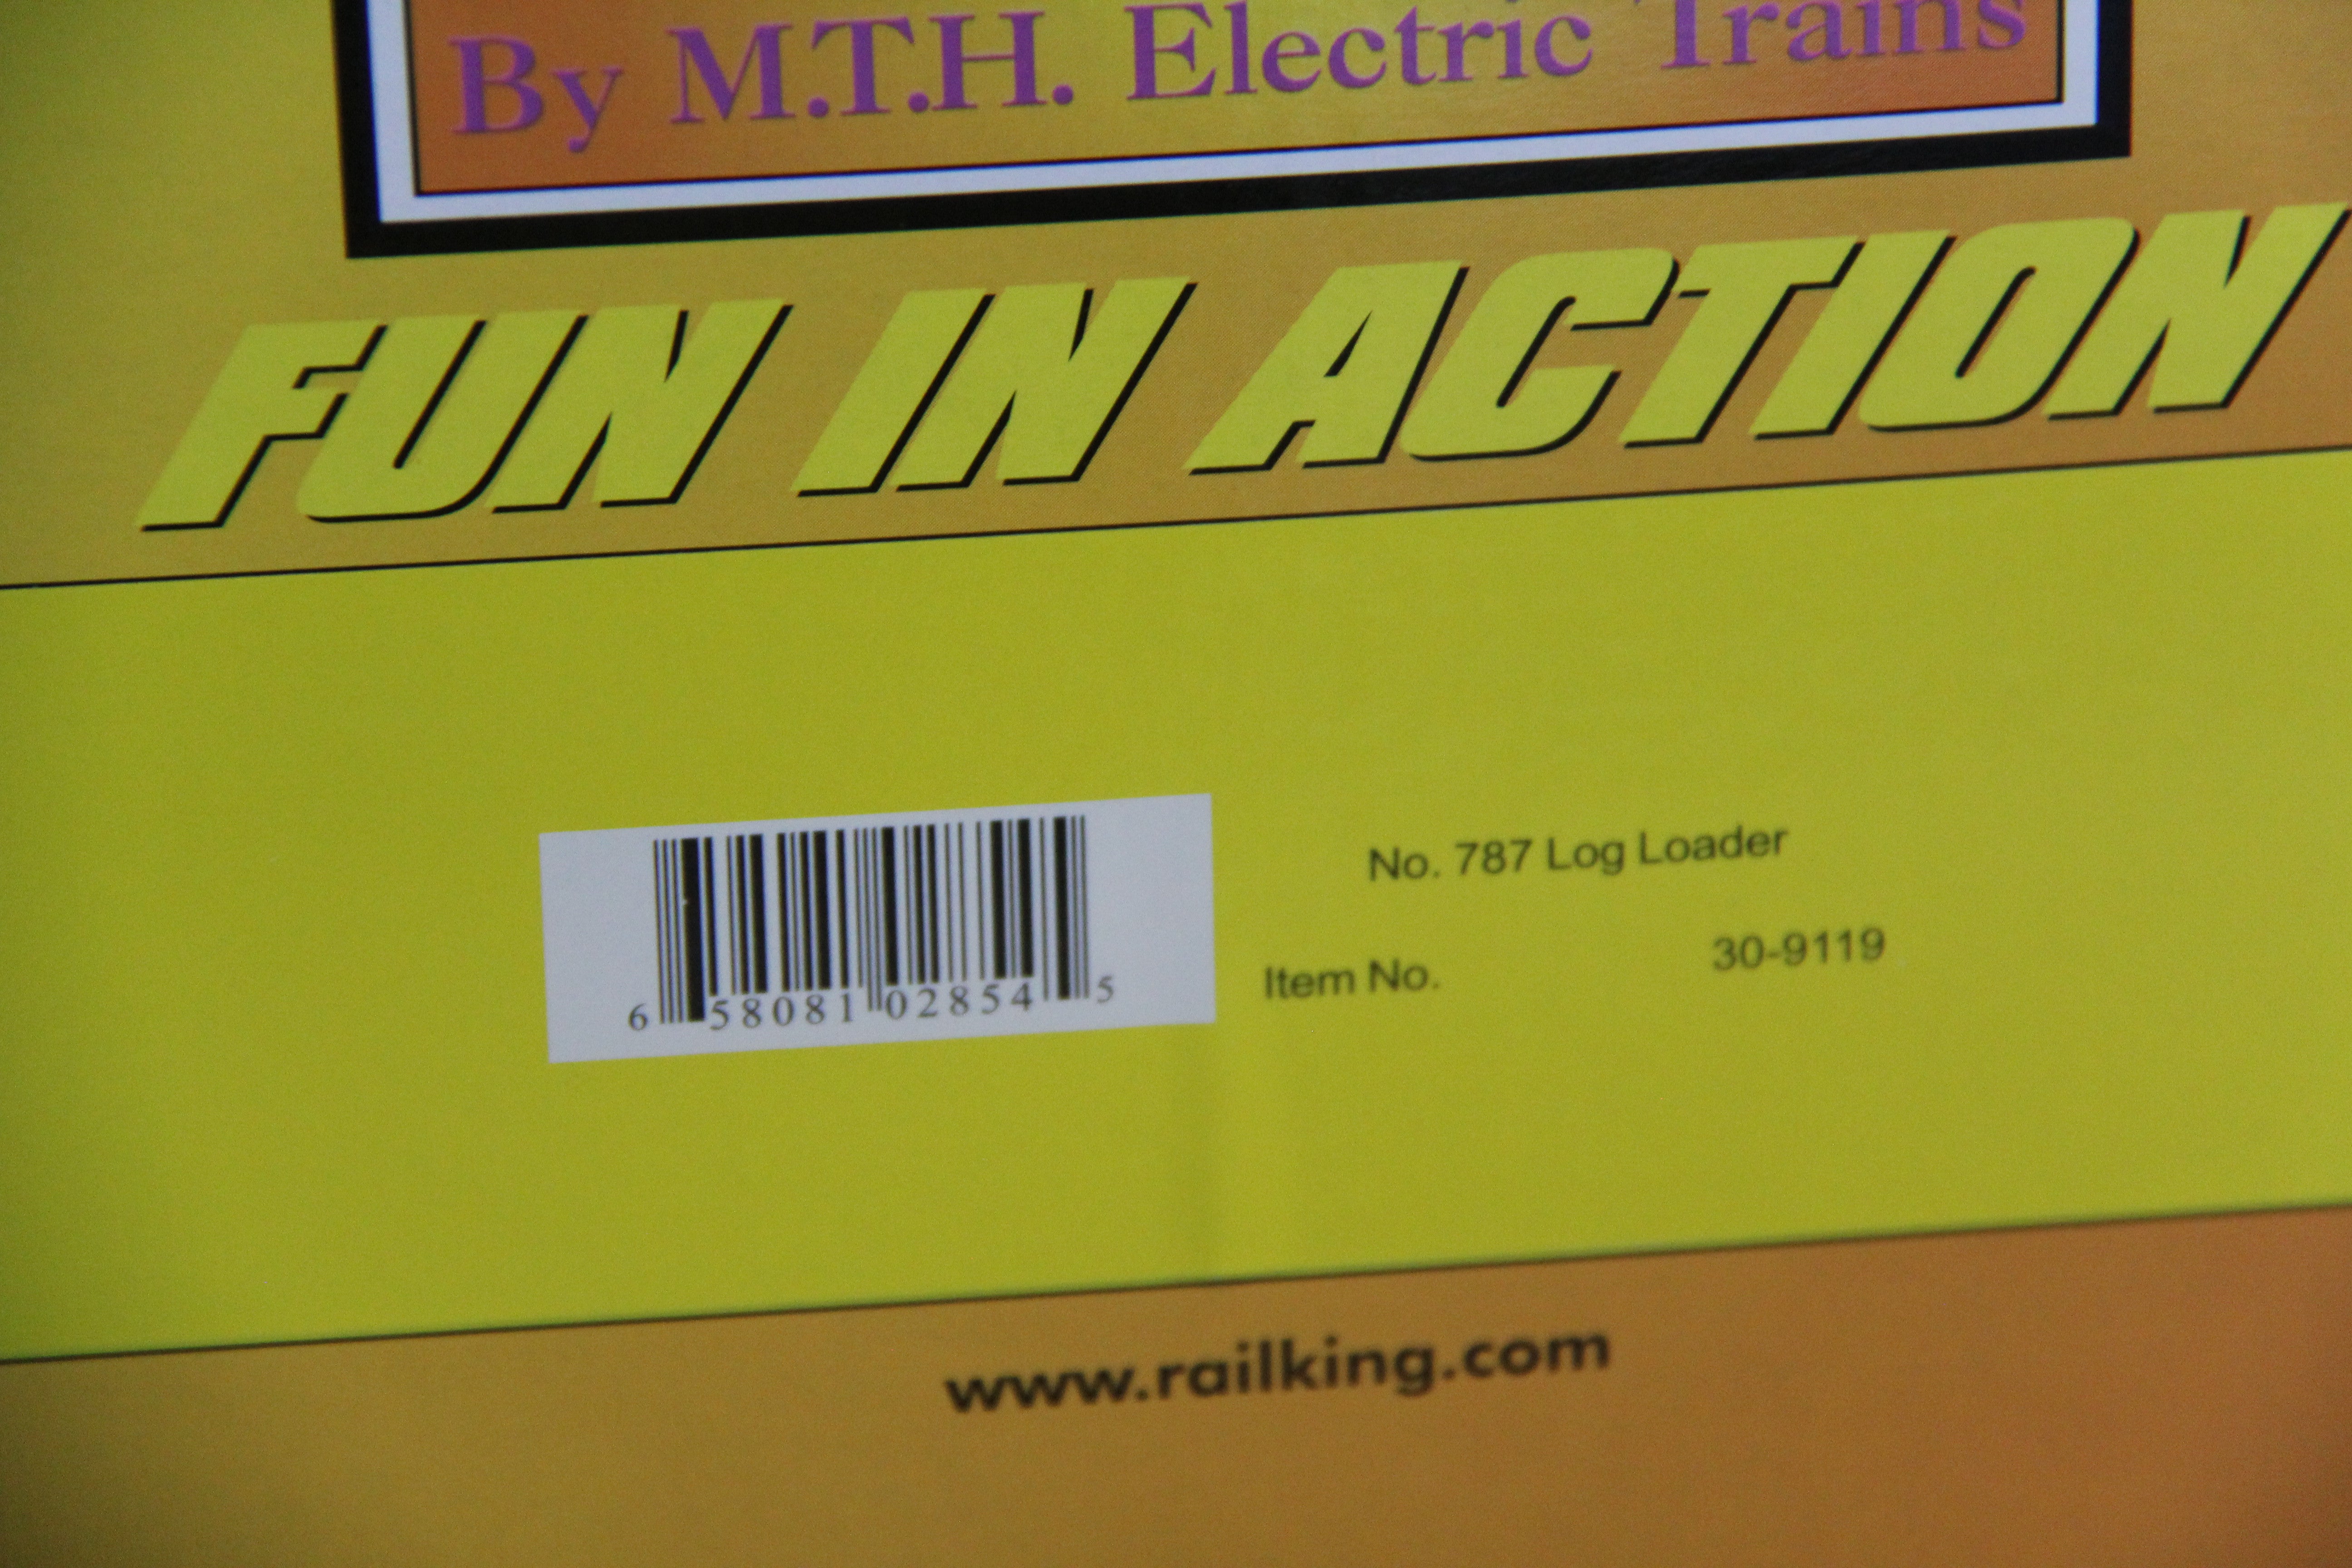 By M.T.H. Electric Trains
FUN IN ACTION
No. 787 Log Loader
Item No. 30-9119
6 58081 02854 5
www.railking.com